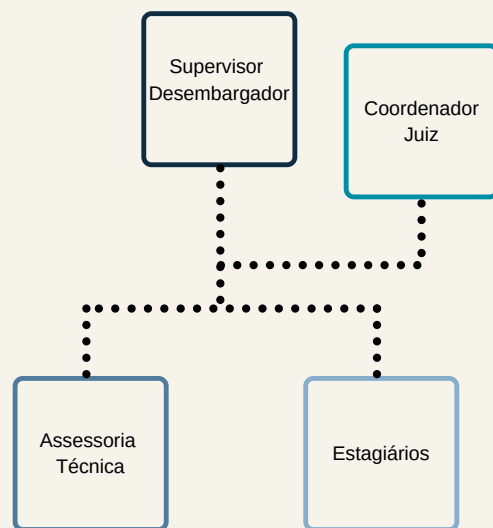 Supervisor
Desembargador
Coordenador
Juiz
Assessoria
Técnica
Estagiários